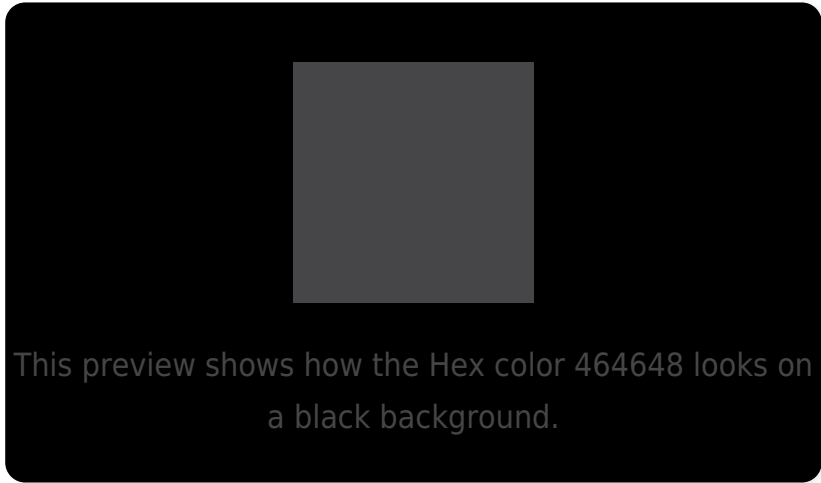 This preview shows how the Hex color 464648 looks on
a black background.